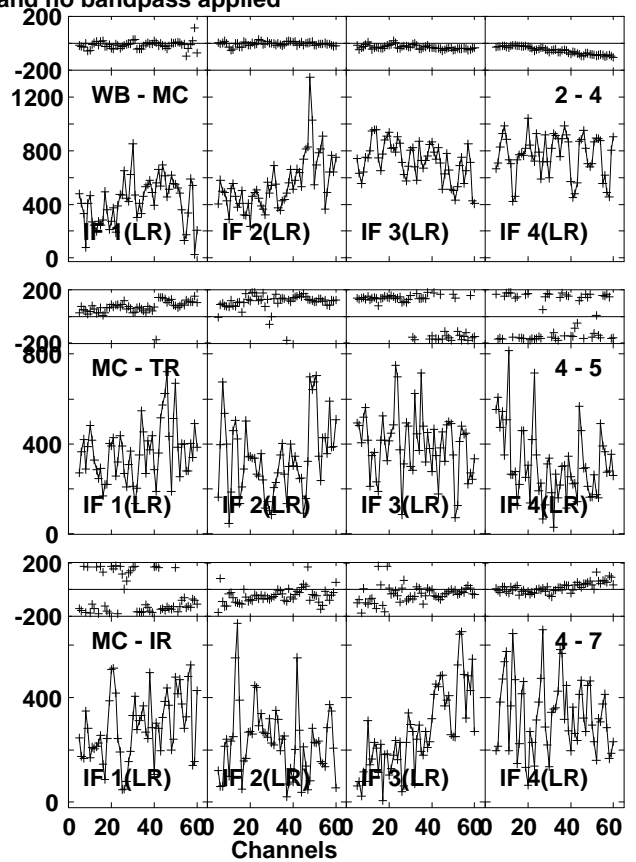 and no bandpass applied
200
-200
WB - MC 2 - 4
1200
800
400
0
IF 1(LR) IF 2(LR) IF 3(LR) IF 4(LR)
200
-200
800
MC - TR 4 - 5
400
0
IF 1(LR) IF 2(LR) IF 3(LR) IF 4(LR)
200
-200
MC - IR 4 - 7
400
0
IF 1(LR) IF 2(LR) IF 3(LR) IF 4(LR)
0 20 40 60 0 20 40 60 0 20 40 60 0 20 40 60
Channels